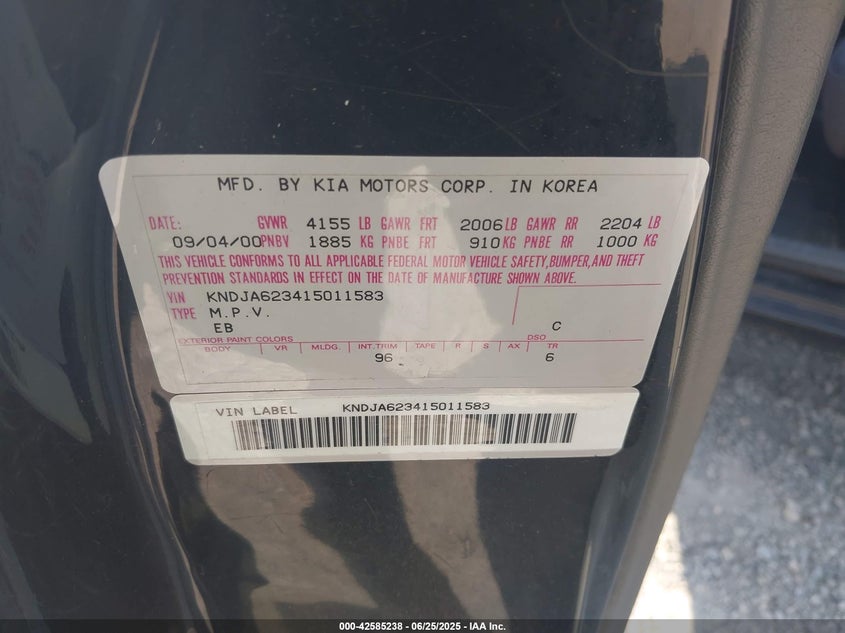 MFD. BY KIA MOTORS CORP. IN KOREA
DATE: GVWR 4155 LB GAWR FRT 2006 LB GAWR RR 2204 LB
09/04/00 PNBV 1885 KG PNBE FRT 910 KG PNBE RR 1000 KG
THIS VEHICLE CONFORMS TO ALL APPLICABLE FEDERAL MOTOR VEHICLE SAFETY, BUMPER, AND THEFT
PREVENTION STANDARDS IN EFFECT ON THE DATE OF MANUFACTURE SHOWN ABOVE.
VIN KNDJA623415011583
TYPE M.P.V.
EB C
EXTERIOR PAINT COLORS DSO
BODY VR MLDG. INT.TRIM TAPE R S AX TR
96 6
VIN LABEL KNDJA623415011583
000-42585238 - 06/25/2025 - IAA Inc.